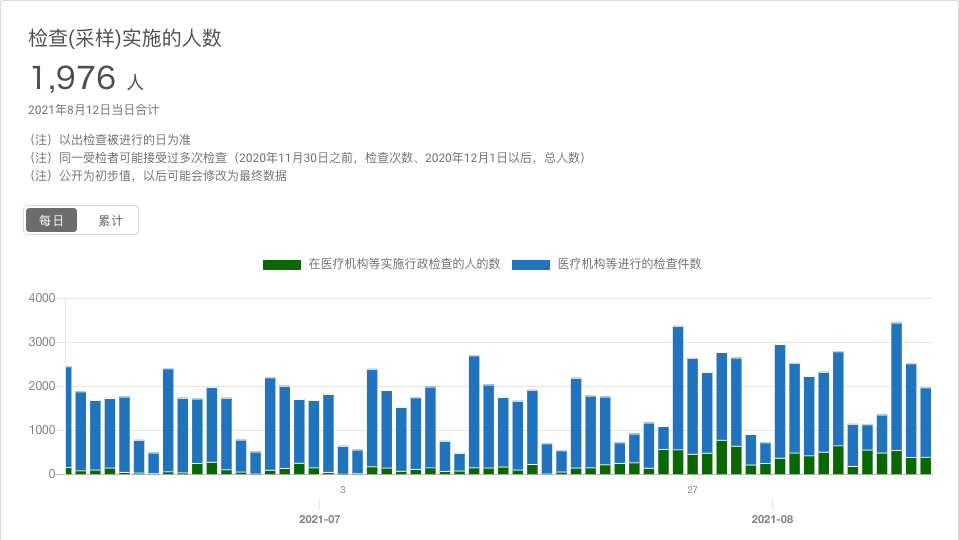 检查(采样)实施的人数
1,976 人
2021年8月12日当日合计
（注）以出检查被进行的日为准
（注）同一受检者可能接受过多次检查（2020年11月30日之前，检查次数、2020年12月1日以后，总人数）
（注）公开为初步值，以后可能会修改为最终数据
每日 累计
在医疗机构等实施行政检查的人的数 医疗机构等进行的检查件数
4000
3000
2000
1000
0
3 27
2021-07 2021-08